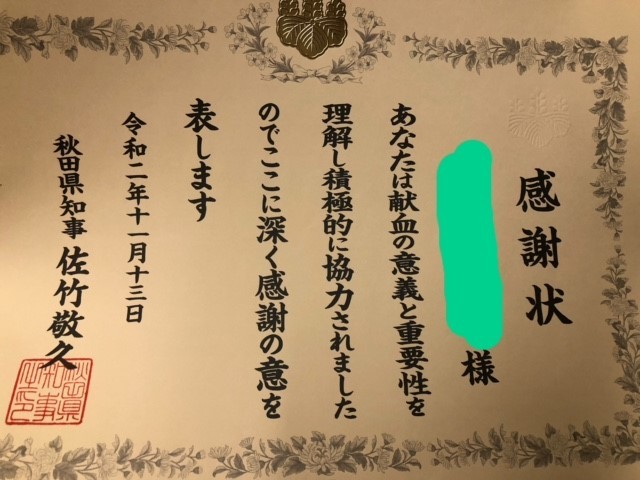 感謝状
様
あなたは献血の意義と重要性を
理解し積極的に協力されました
のでここに深く感謝の意を
表します
令和二年十一月十三日
秋田県知事 佐竹敬久